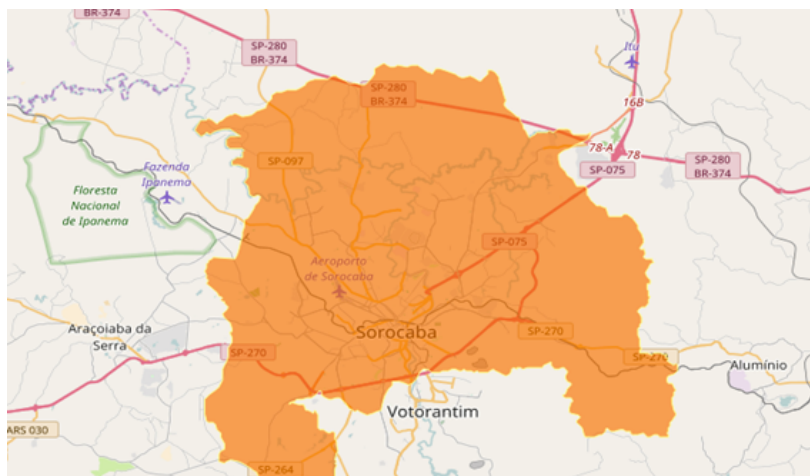 SP-280
BR-374
SP-280
BR-374
Itu
SP-280
BR-374
16B
78-A
78
SP-097
SP-075
SP-280
BR-374
Fazenda
Ipanema
Floresta
Nacional
de Ipanema
SP-075
Aeroporto
de Sorocaba
Araçoiaba da
Serra
Sorocaba
SP-270
SP-270
SP-270
Alumínio
Votorantim
ARS 030
SP-264